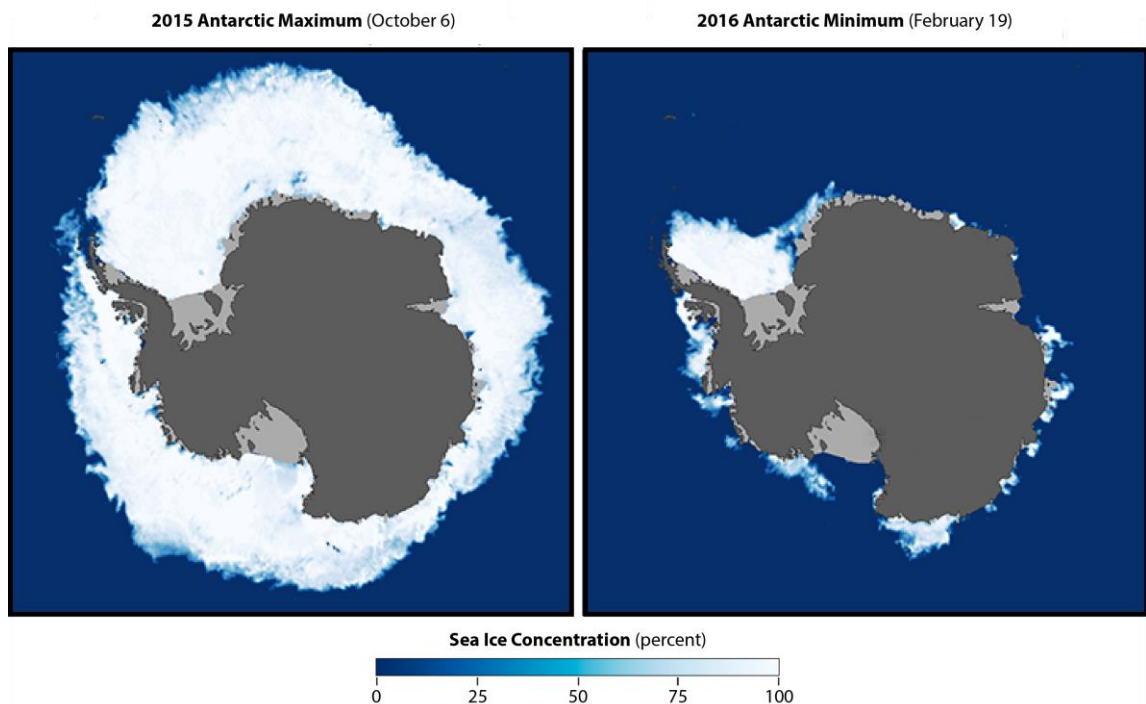 2015 Antarctic Maximum (October 6)
2016 Antarctic Minimum (February 19)
Sea Ice Concentration (percent)
0 25 50 75 100